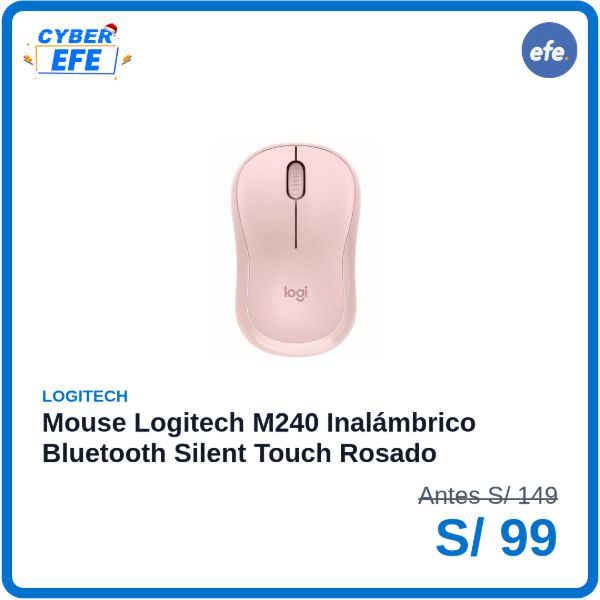 CYBER
EFE
efe.
logi
LOGITECH
Mouse Logitech M240 Inalámbrico
Bluetooth Silent Touch Rosado
Antes S/ 149
S/ 99